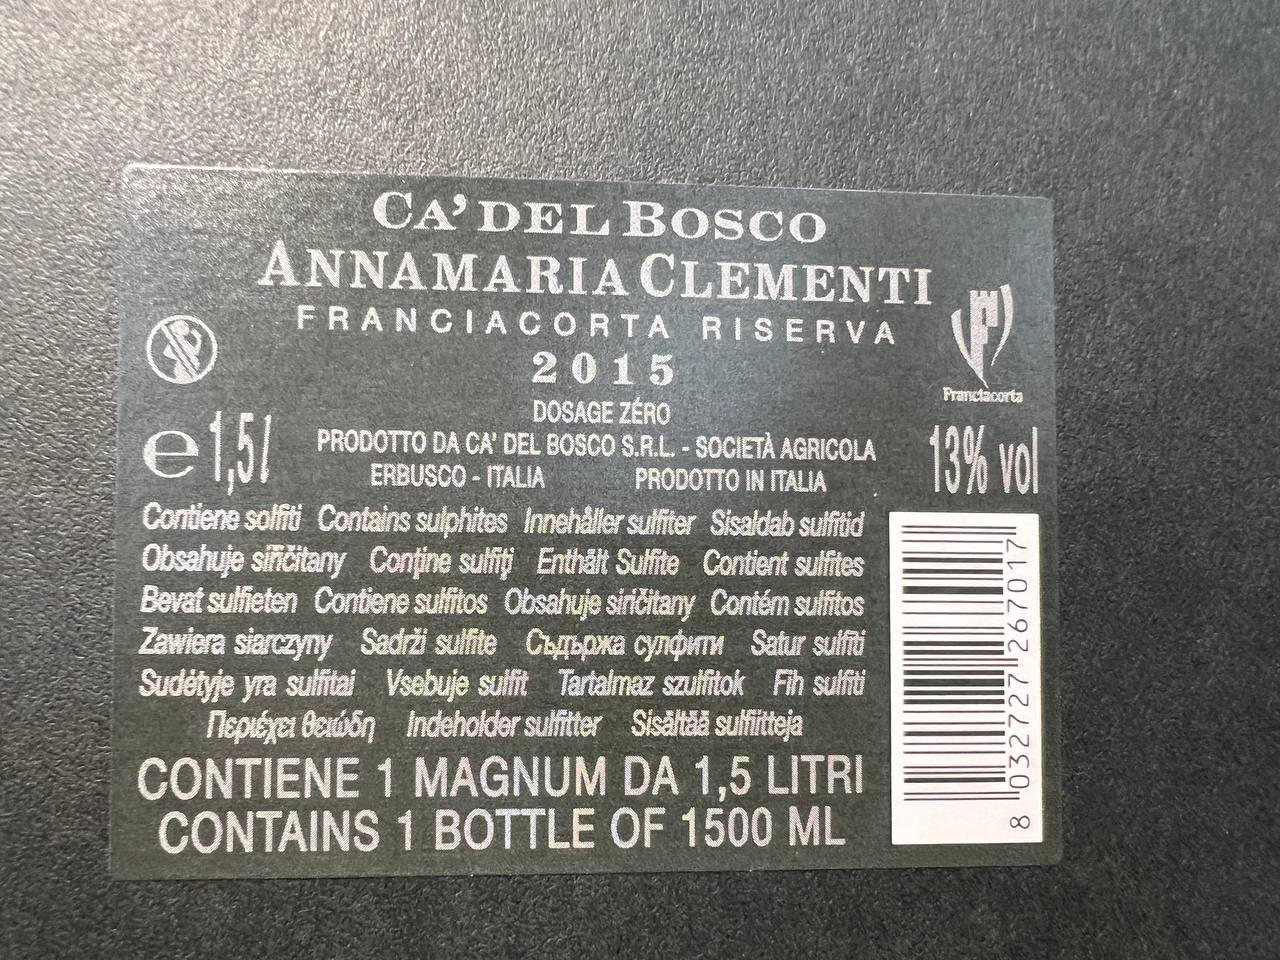 CA' DEL BOSCO
ANNAMARIA CLEMENTI
FRANCIACORTA RISERVA
2015
Franciacorta
DOSAGE ZÉRO
e 1,5 l
PRODOTTO DA CA' DEL BOSCO S.R.L. - SOCIETÀ AGRICOLA
ERBUSCO - ITALIA PRODOTTO IN ITALIA
13% vol
Contiene solfiti Contains sulphites Innehåller sulfiter Sisaldab sulfitid
Obsahuje siřičitany Conține sulfiți Enthält Sulfite Contient sulfites
Bevat sulfieten Contiene sulfitos Obsahuje siričitany Contém sulfitos
Zawiera siarczyny Sadrži sulfite Съдържа сулфити Satur sulfīti
Sudėtyje yra sulfitai Vsebuje sulfit Tartalmaz szulfitok Fih sulfiti
Περιέχει θειώδη Indeholder sulfitter Sisältää sulfiitteja
CONTIENE 1 MAGNUM DA 1,5 LITRI
CONTAINS 1 BOTTLE OF 1500 ML
8 032727 267017